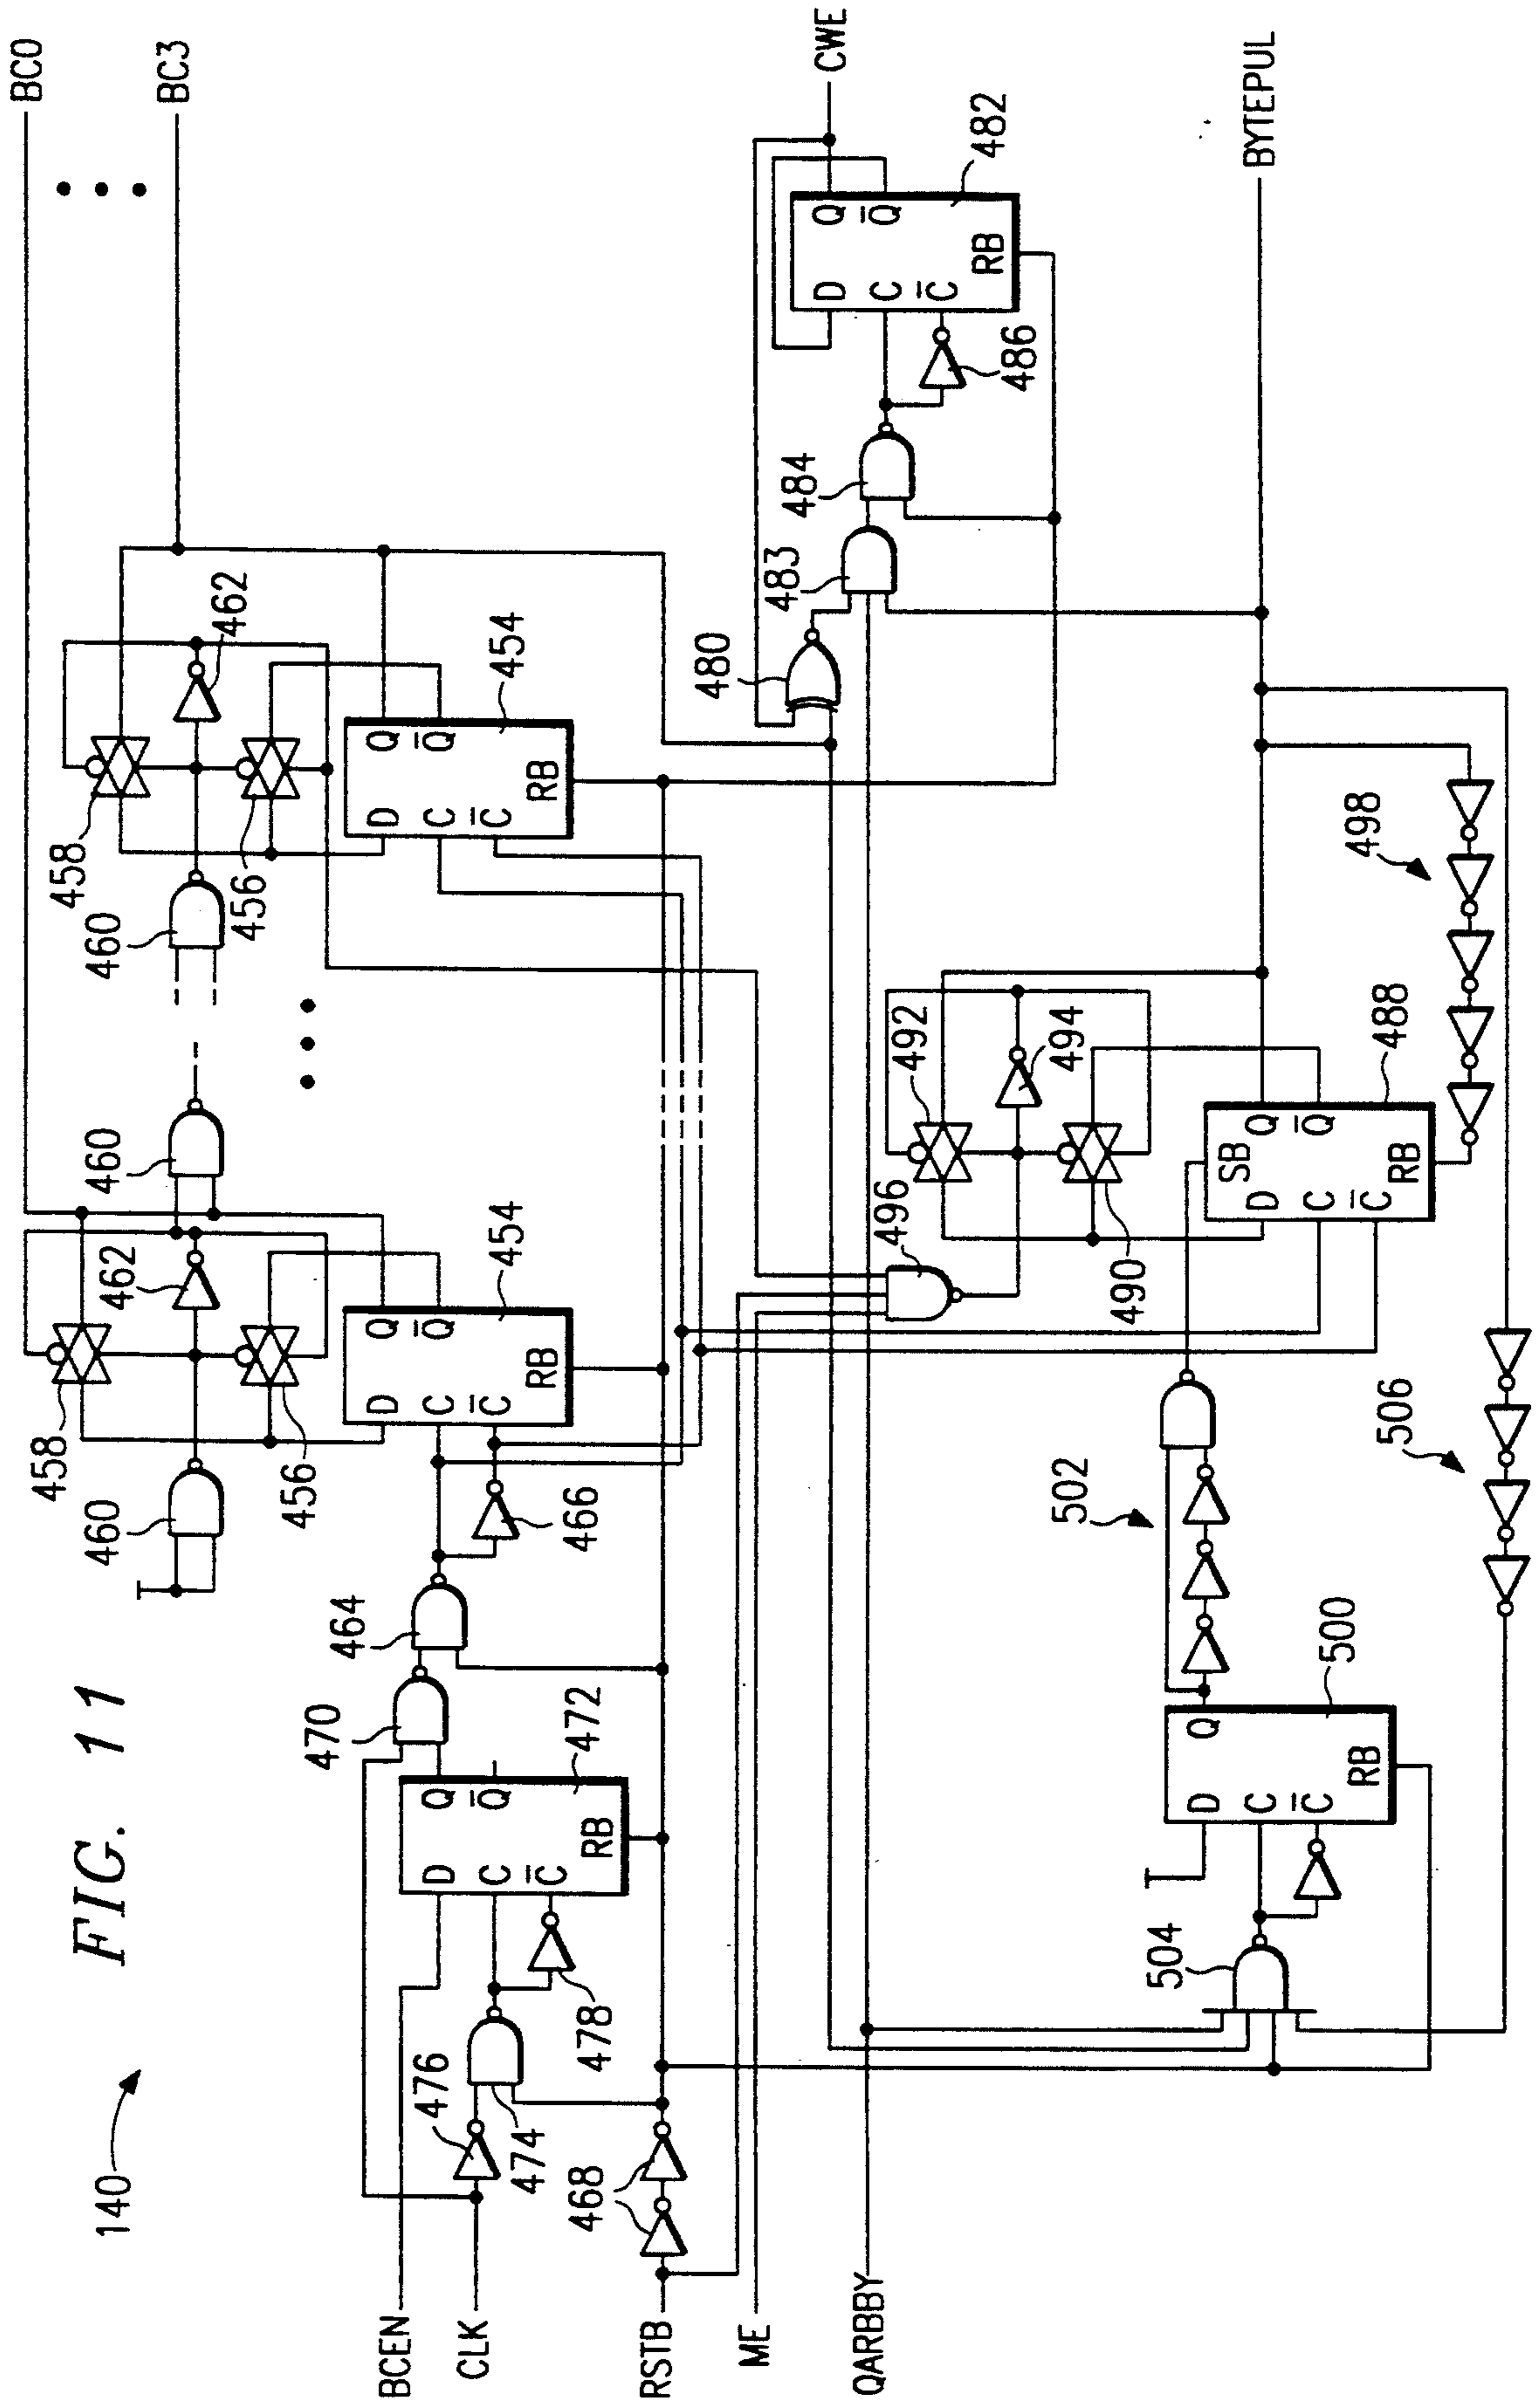 FIG. 11
140
BCEN
CLK
RSTB
ME
QARBBY
BC0
BC3
CWE
BYTEPUL
476
474
478
468
D
C
C̅
Q
Q̅
RB
472
470
464
466
460
458
462
456
D
C
C̅
Q
Q̅
RB
454
460
460
458
462
456
D
C
C̅
Q
Q̅
RB
454
480
483
484
486
D
C
C̅
Q
Q̅
RB
482
496
492
494
490
SB
D
C
C̅
Q
Q̅
RB
488
498
504
D
C
C̅
Q
RB
500
502
506